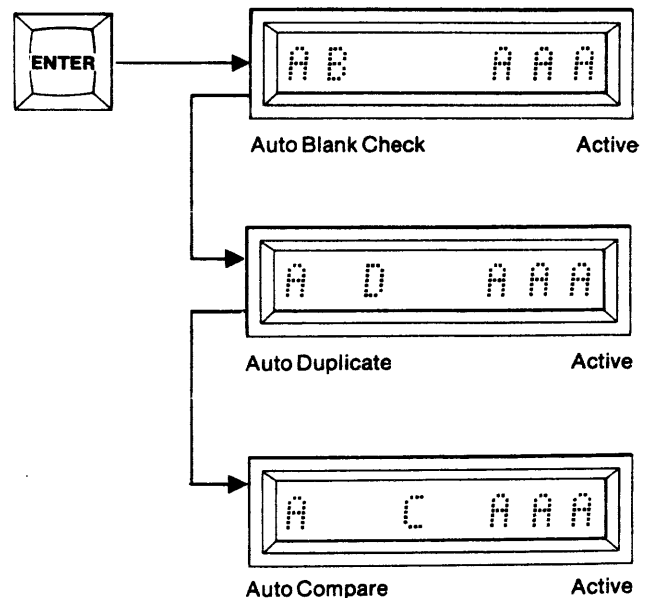 ENTER
AB AAA
Auto Blank Check Active
A D AAA
Auto Duplicate Active
A C AAA
Auto Compare Active